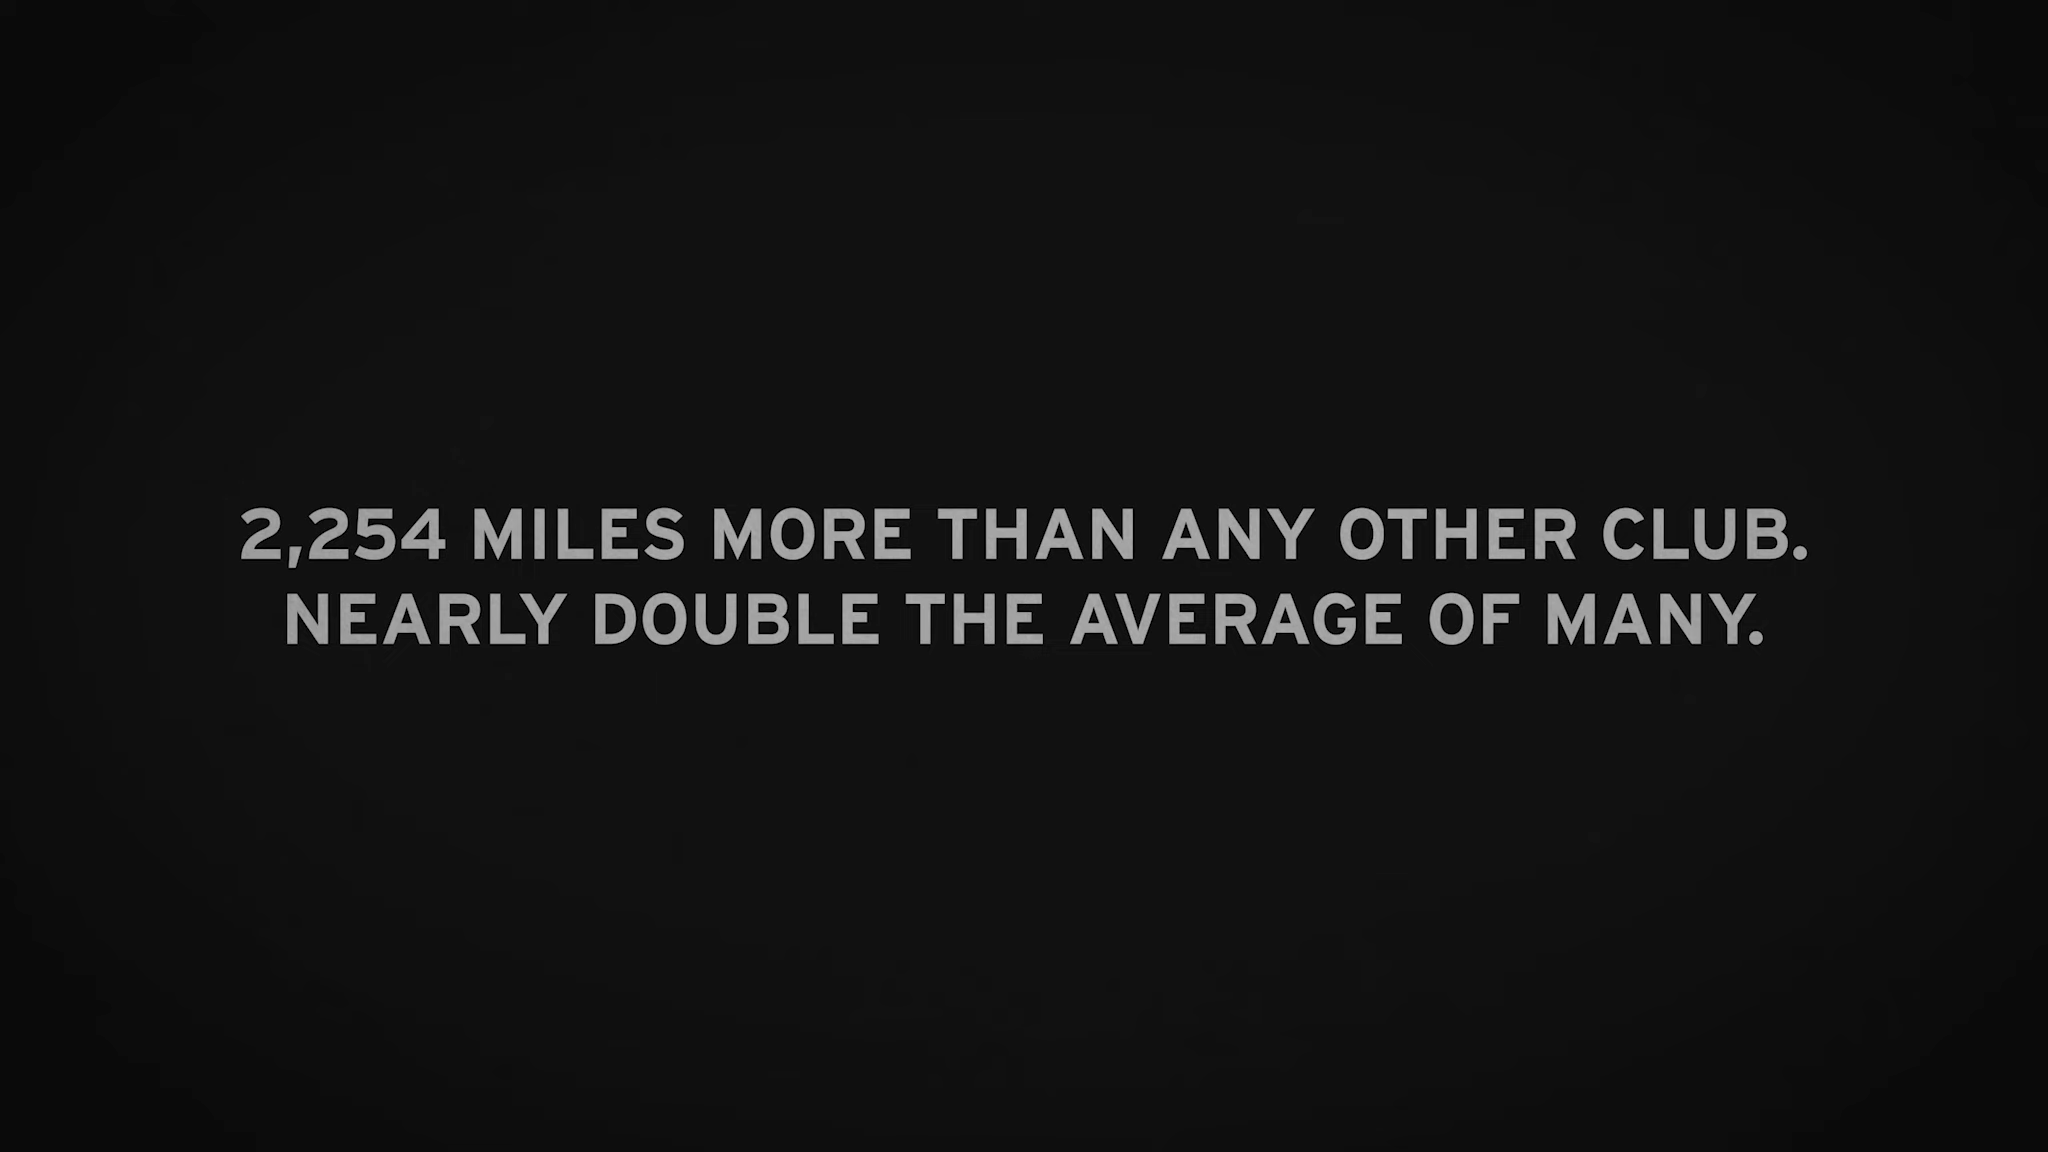 2,254 MILES MORE THAN ANY OTHER CLUB.
NEARLY DOUBLE THE AVERAGE OF MANY.